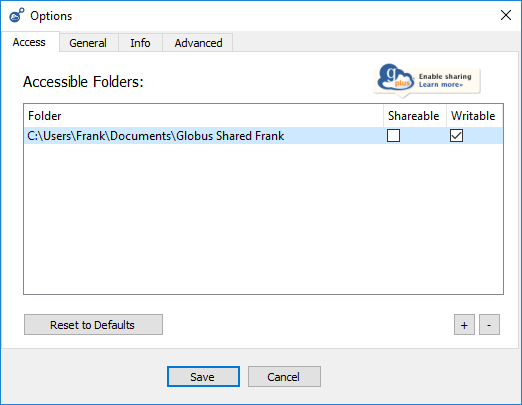 Options
Access General Info Advanced
Accessible Folders:
g plus
Enable sharing
Learn more»
Folder Shareable Writable
C:\Users\Frank\Documents\Globus Shared Frank
Reset to Defaults + -
Save Cancel